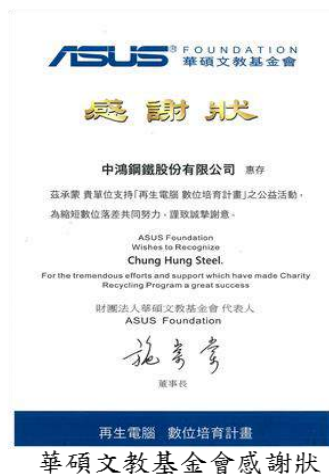 ASUS® FOUNDATION
華碩文教基金會
感謝狀
中鴻鋼鐵股份有限公司 惠存
茲承蒙 貴單位支持「再生電腦 數位培育計畫」之公益活動，
為縮短數位落差共同努力，謹致誠摯謝意。
ASUS Foundation
Wishes to Recognize
Chung Hung Steel.
For the tremendous efforts and support which have made Charity
Recycling Program a great success
財團法人華碩文教基金會 代表人
ASUS Foundation
施崇棠
董事長
再生電腦 數位培育計畫
華碩文教基金會感謝狀